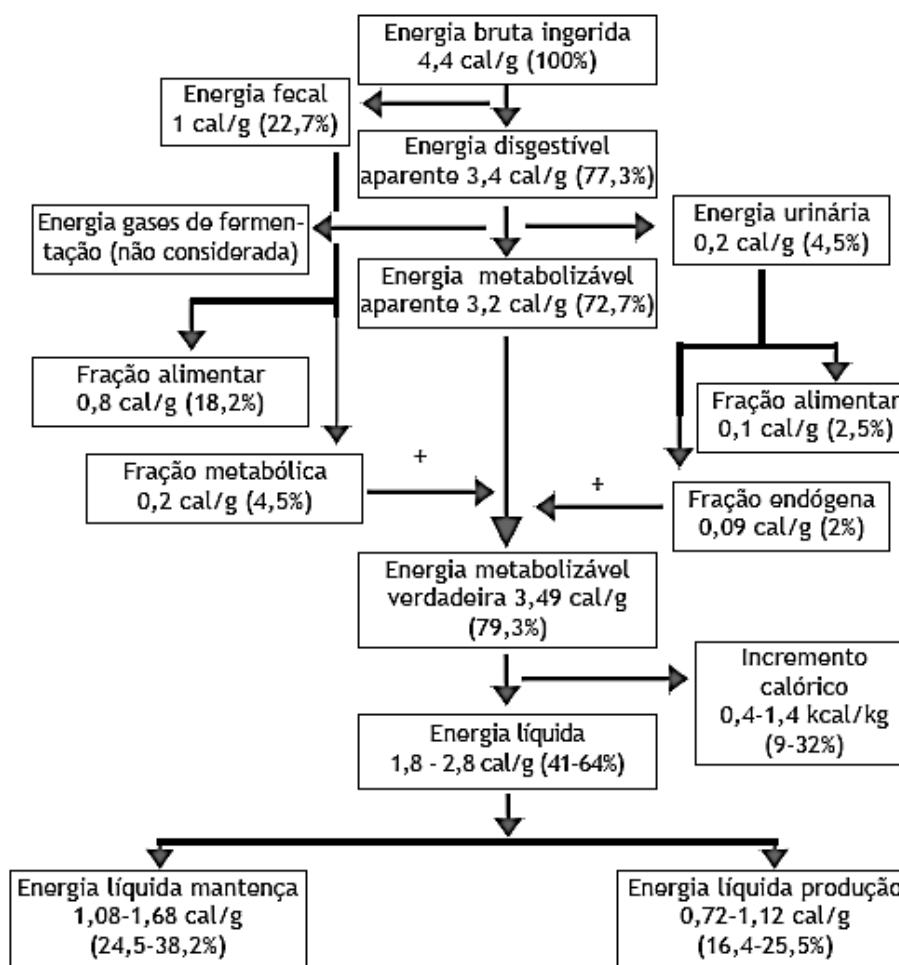 Energia bruta ingerida
4,4 cal/g (100%)
Energia fecal
1 cal/g (22,7%)
Energia disgestível
aparente 3,4 cal/g (77,3%)
Energia gases de fermen-
tação (não considerada)
Energia urinária
0,2 cal/g (4,5%)
Energia metabolizável
aparente 3,2 cal/g (72,7%)
Fração alimentar
0,8 cal/g (18,2%)
Fração alimentar
0,1 cal/g (2,5%)
Fração metabólica
0,2 cal/g (4,5%)
+
+
Fração endógena
0,09 cal/g (2%)
Energia metabolizável
verdadeira 3,49 cal/g
(79,3%)
Incremento
calórico
0,4-1,4 kcal/kg
(9-32%)
Energia líquida
1,8 - 2,8 cal/g (41-64%)
Energia líquida mantença
1,08-1,68 cal/g
(24,5-38,2%)
Energia líquida produção
0,72-1,12 cal/g
(16,4-25,5%)